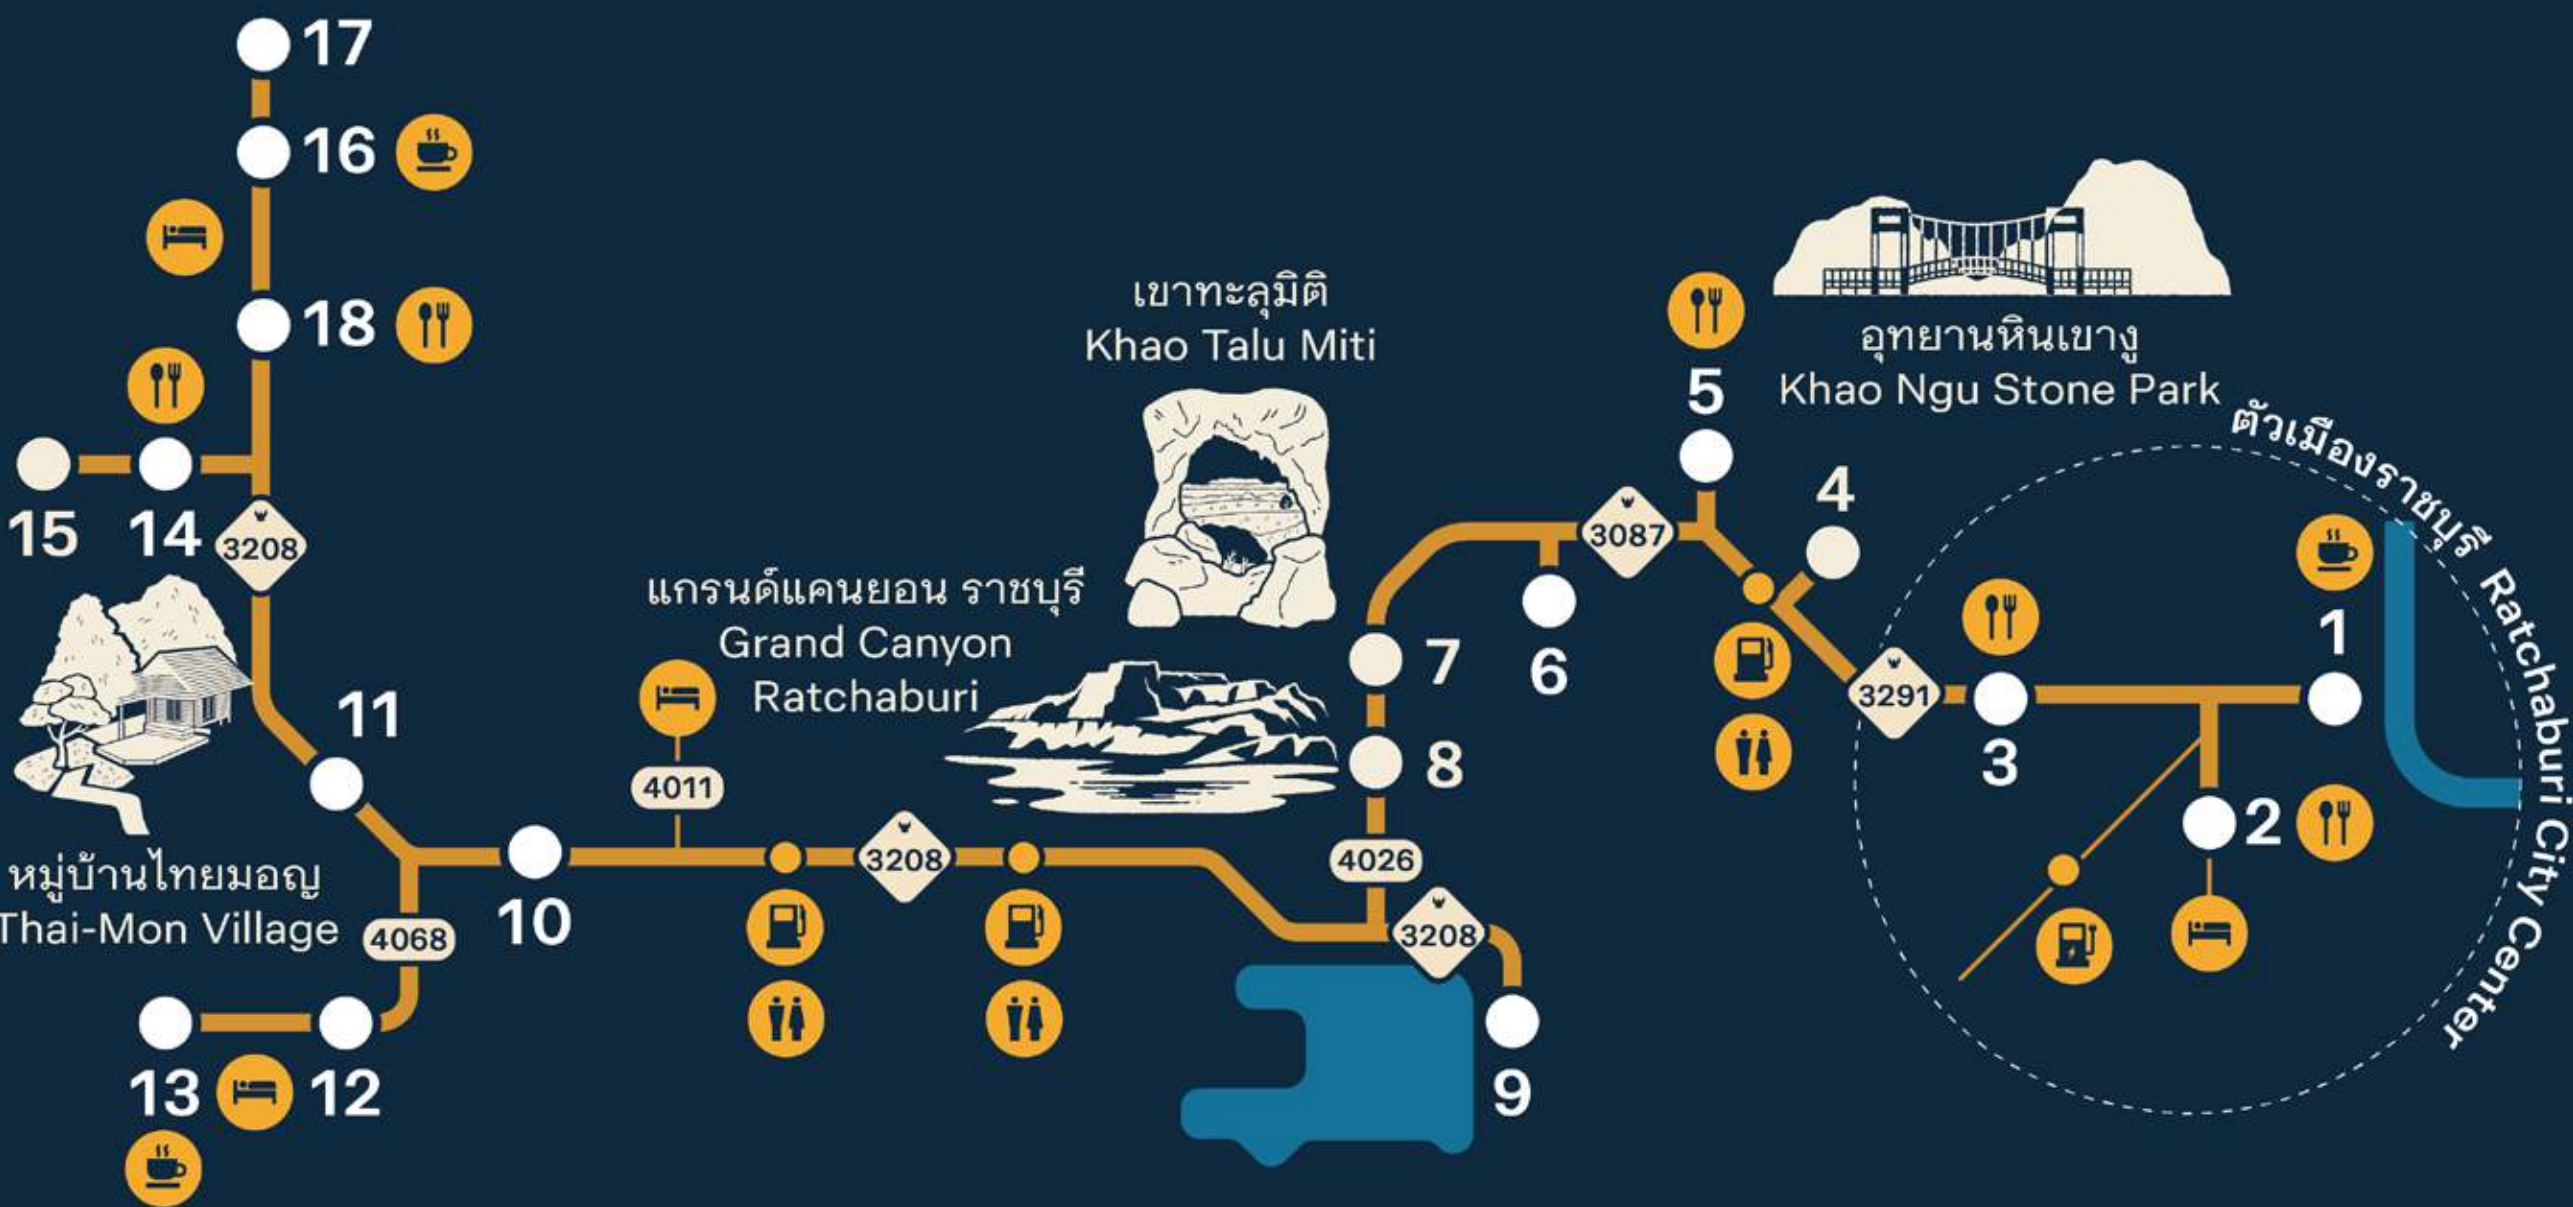 17
16
18
15
14
3208
หมู่บ้านไทยมอญ
Thai-Mon Village
11
4068
13
12
10
4011
3208
แกรนด์แคนยอน ราชบุรี
Grand Canyon
Ratchaburi
เขาทะลุมิติ
Khao Talu Miti
7
8
4026
3208
9
6
3087
5
4
อุทยานหินเขางู
Khao Ngu Stone Park
3291
3
1
2
ตัวเมืองราชบุรี Ratchaburi City Center